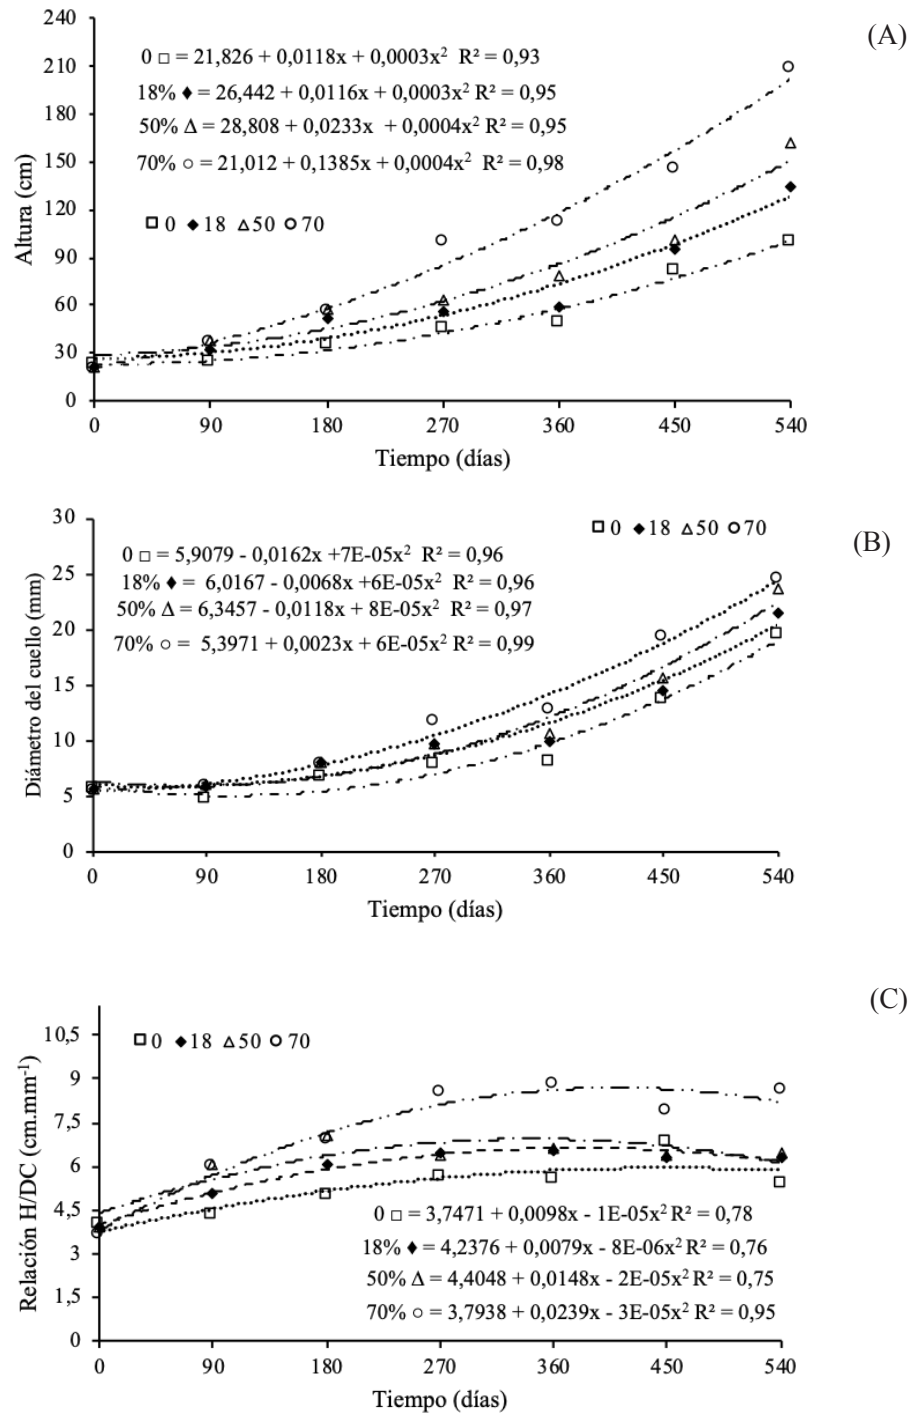 (A)
240
210
180
150
120
90
60
30
0
Altura (cm)
0 □ = 21,826 + 0,0118x + 0,0003x² R² = 0,93
18% ♦ = 26,442 + 0,0116x + 0,0003x² R² = 0,95
50% Δ = 28,808 + 0,0233x + 0,0004x² R² = 0,95
70% ○ = 21,012 + 0,1385x + 0,0004x² R² = 0,98
□ 0 ◆ 18 △ 50 ○ 70
0 90 180 270 360 450 540
Tiempo (días)
(B)
30
25
20
15
10
5
0
Diámetro del cuello (mm)
□ 0 ◆ 18 △ 50 ○ 70
0 □ = 5,9079 - 0,0162x +7E-05x² R² = 0,96
18% ♦ = 6,0167 - 0,0068x +6E-05x² R² = 0,96
50% Δ = 6,3457 - 0,0118x + 8E-05x² R² = 0,97
70% ○ = 5,3971 + 0,0023x + 6E-05x² R² = 0,99
0 90 180 270 360 450 540
Tiempo (días)
(C)
10,5
9
7,5
6
4,5
3
1,5
0
Relación H/DC (cm.mm⁻¹)
□ 0 ◆ 18 △ 50 ○ 70
0 □ = 3,7471 + 0,0098x - 1E-05x² R² = 0,78
18% ♦ = 4,2376 + 0,0079x - 8E-06x² R² = 0,76
50% Δ = 4,4048 + 0,0148x - 2E-05x² R² = 0,75
70% ○ = 3,7938 + 0,0239x - 3E-05x² R² = 0,95
0 90 180 270 360 450 540
Tiempo (días)